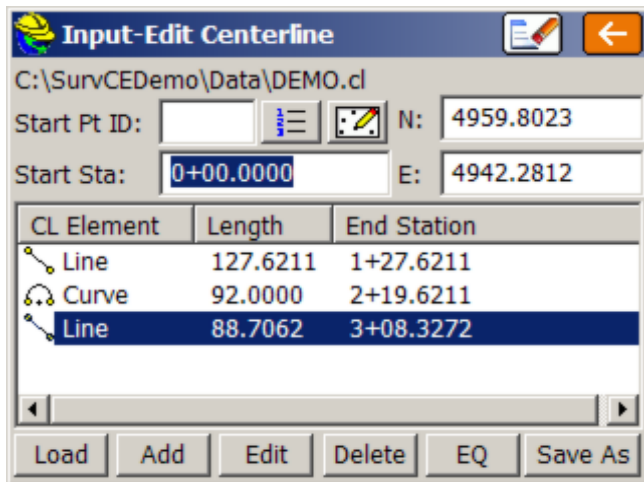 Input-Edit Centerline
C:\SurvCEDemo\Data\DEMO.cl
Start Pt ID: N: 4959.8023
Start Sta: 0+00.0000 E: 4942.2812
CL Element Length End Station
Line 127.6211 1+27.6211
Curve 92.0000 2+19.6211
Line 88.7062 3+08.3272
Load Add Edit Delete EQ Save As